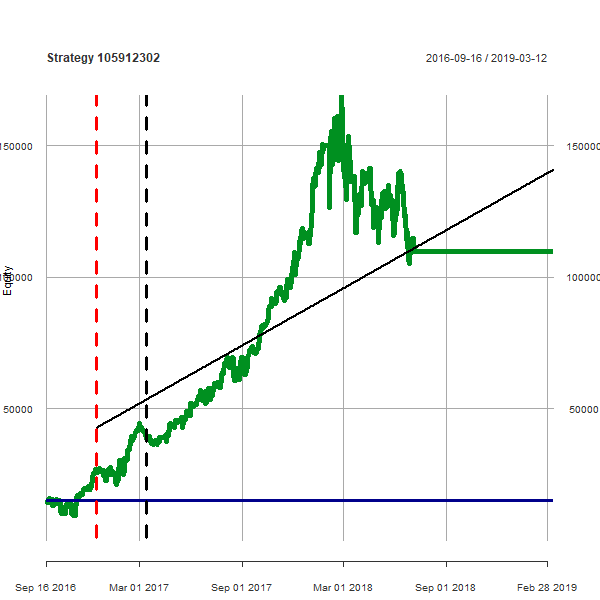 Strategy 105912302
2016-09-16 / 2019-03-12
150000
150000
Equity
100000
100000
50000
50000
Sep 16 2016
Mar 01 2017
Sep 01 2017
Mar 01 2018
Sep 01 2018
Feb 28 2019